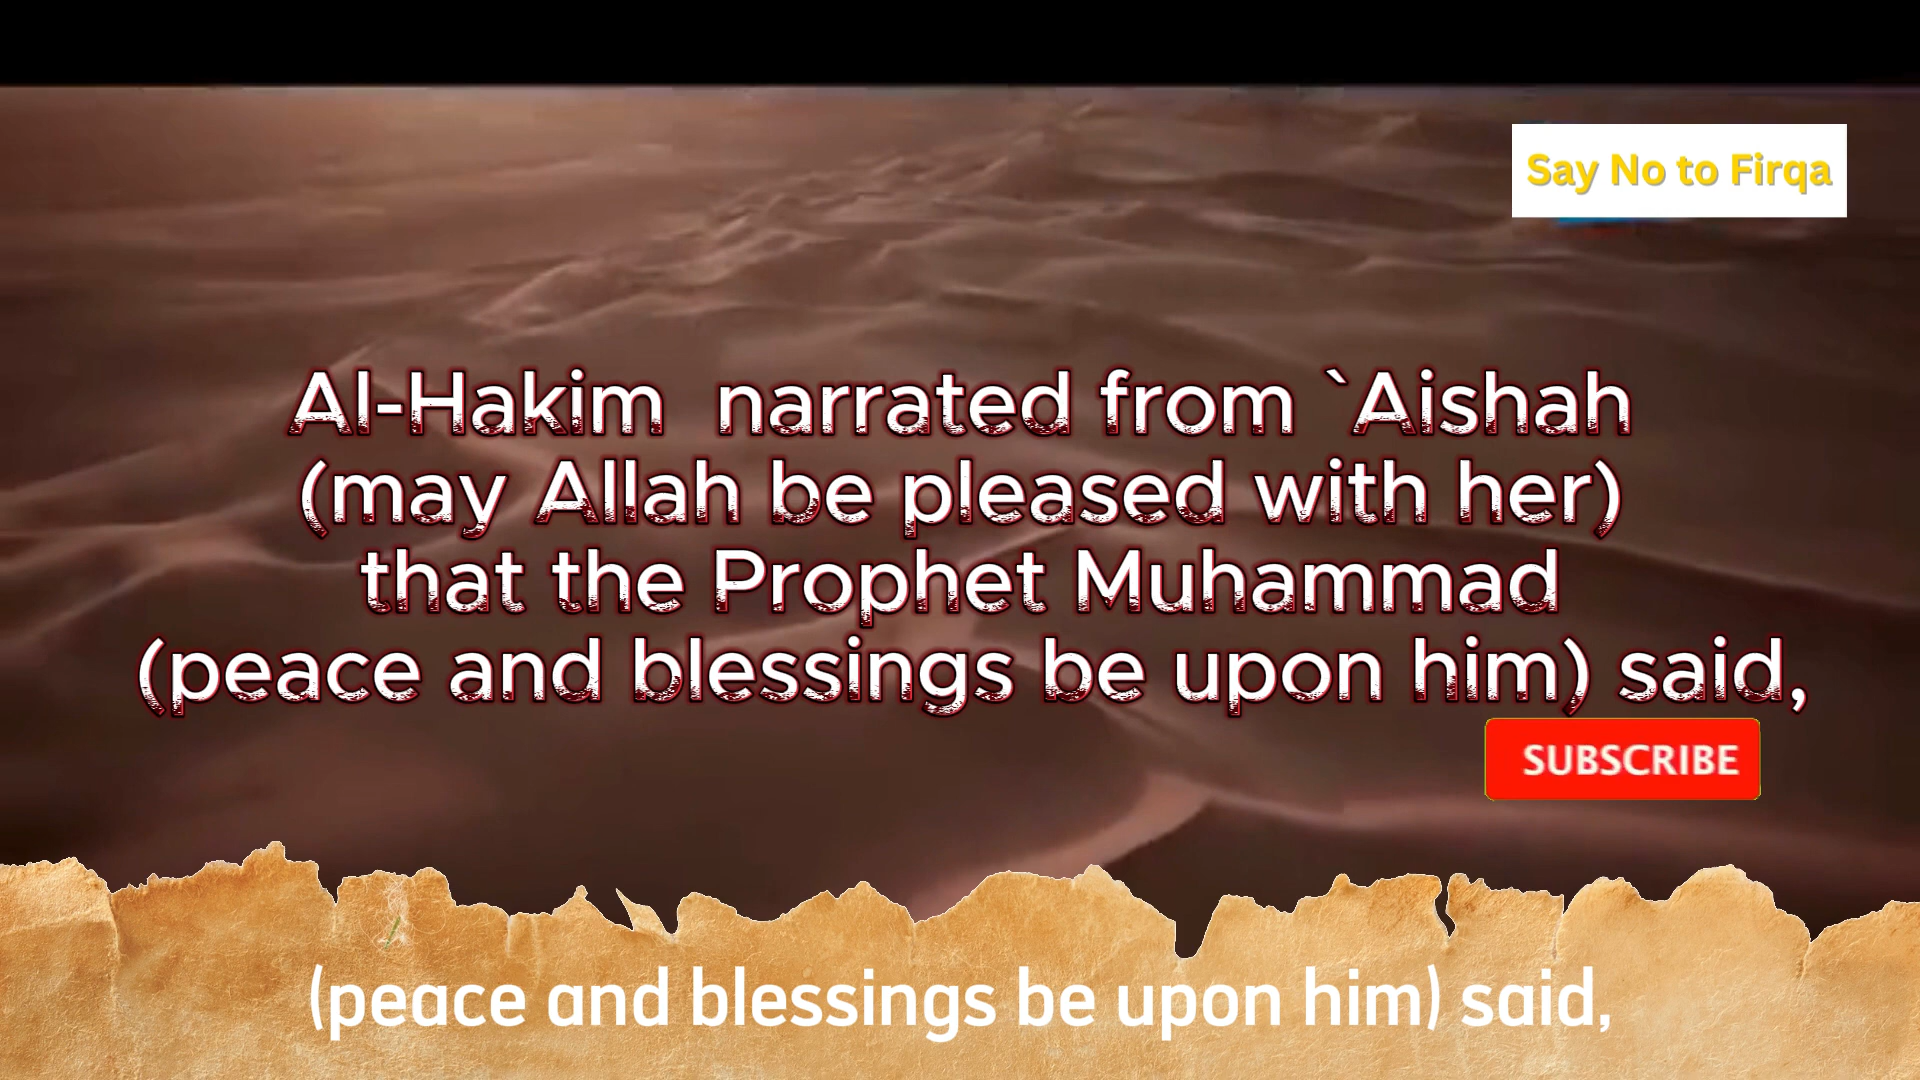 Say No to Firqa
Al-Hakim narrated from `Aishah
(may Allah be pleased with her)
that the Prophet Muhammad
(peace and blessings be upon him) said,
SUBSCRIBE
(peace and blessings be upon him) said,